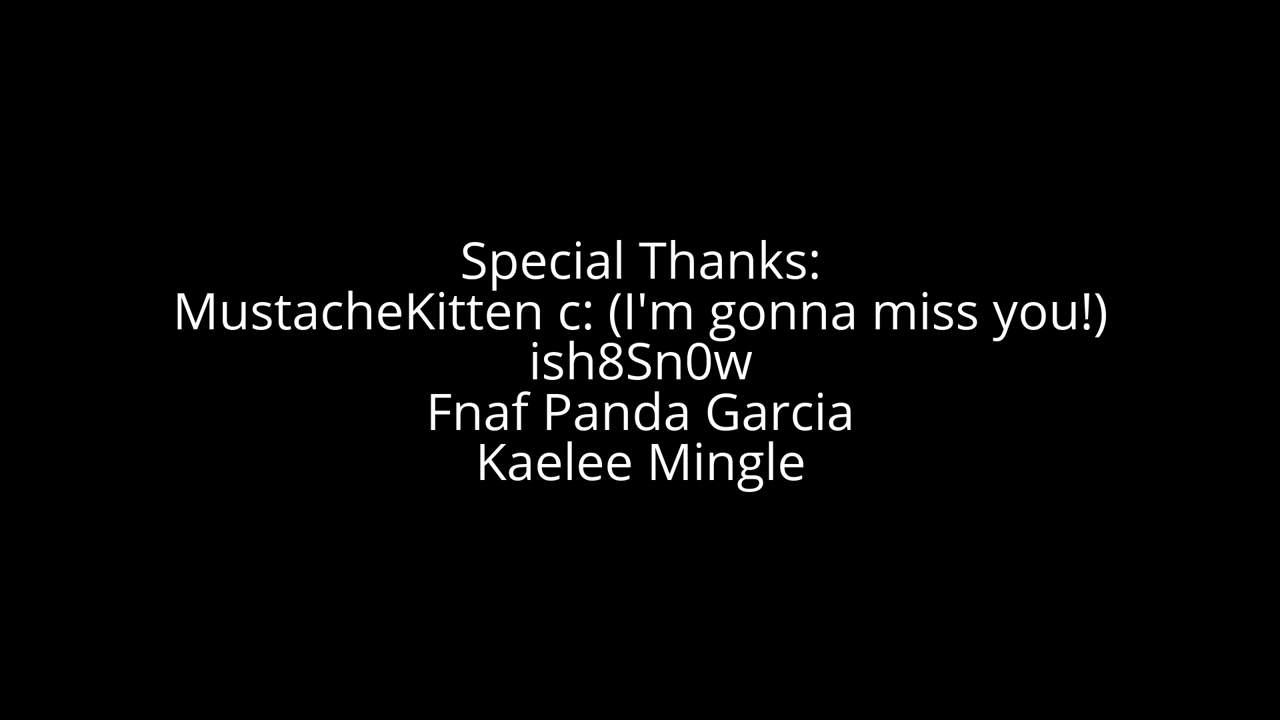 Special Thanks:
MustacheKitten c: (I'm gonna miss you!)
ish8Sn0w
Fnaf Panda Garcia
Kaelee Mingle